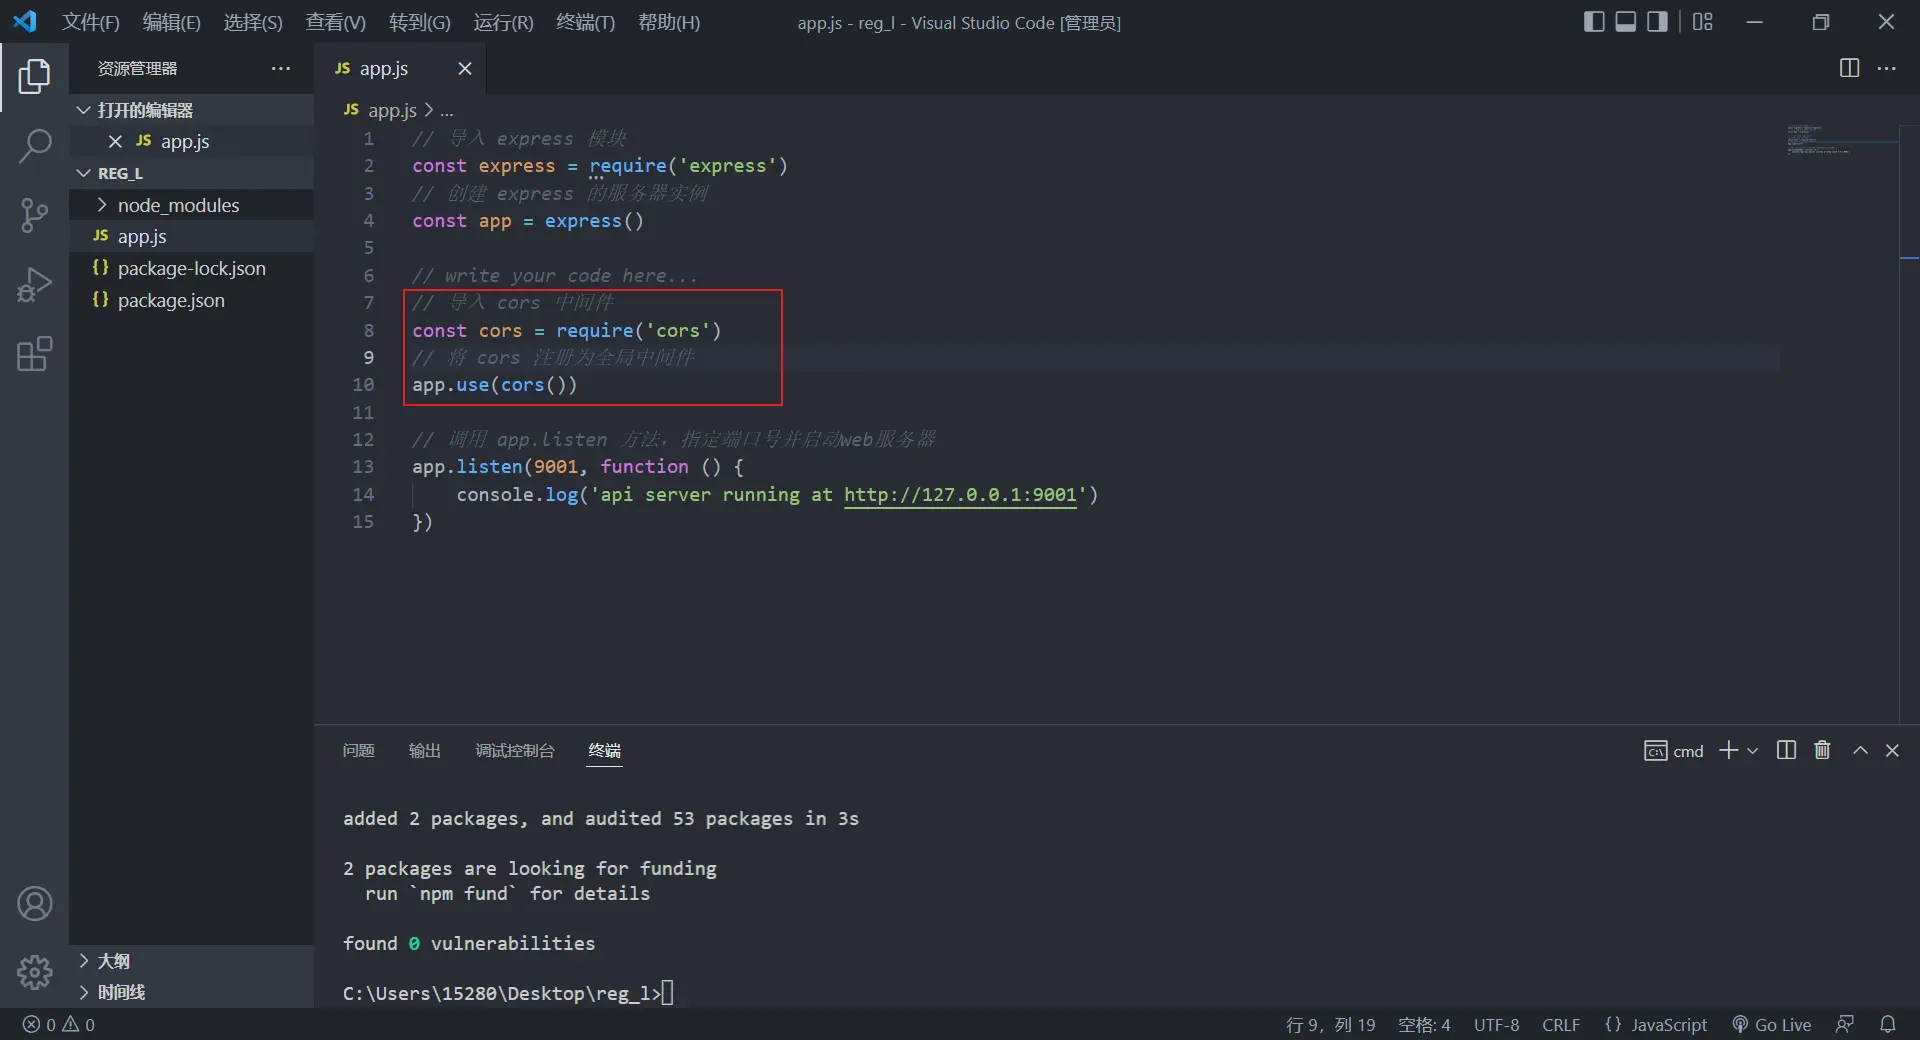 文件(F) 编辑(E) 选择(S) 查看(V) 转到(G) 运行(R) 终端(T) 帮助(H) app.js - reg_l - Visual Studio Code [管理员]
资源管理器
打开的编辑器
JS app.js
REG_L
node_modules
JS app.js
{} package-lock.json
{} package.json
大纲
时间线
JS app.js
JS app.js > ...
1 // 导入 express 模块
2 const express = require('express')
3 // 创建 express 的服务器实例
4 const app = express()
5
6 // write your code here...
7 // 导入 cors 中间件
8 const cors = require('cors')
9 // 将 cors 注册为全局中间件
10 app.use(cors())
11
12 // 调用 app.listen 方法，指定端口号并启动web服务器
13 app.listen(9001, function () {
14     console.log('api server running at http://127.0.0.1:9001')
15 })
问题 输出 调试控制台 终端 cmd
added 2 packages, and audited 53 packages in 3s
2 packages are looking for funding
  run `npm fund` for details
found 0 vulnerabilities
C:\Users\15280\Desktop\reg_l>
0 0 行 9，列 19 空格: 4 UTF-8 CRLF {} JavaScript Go Live